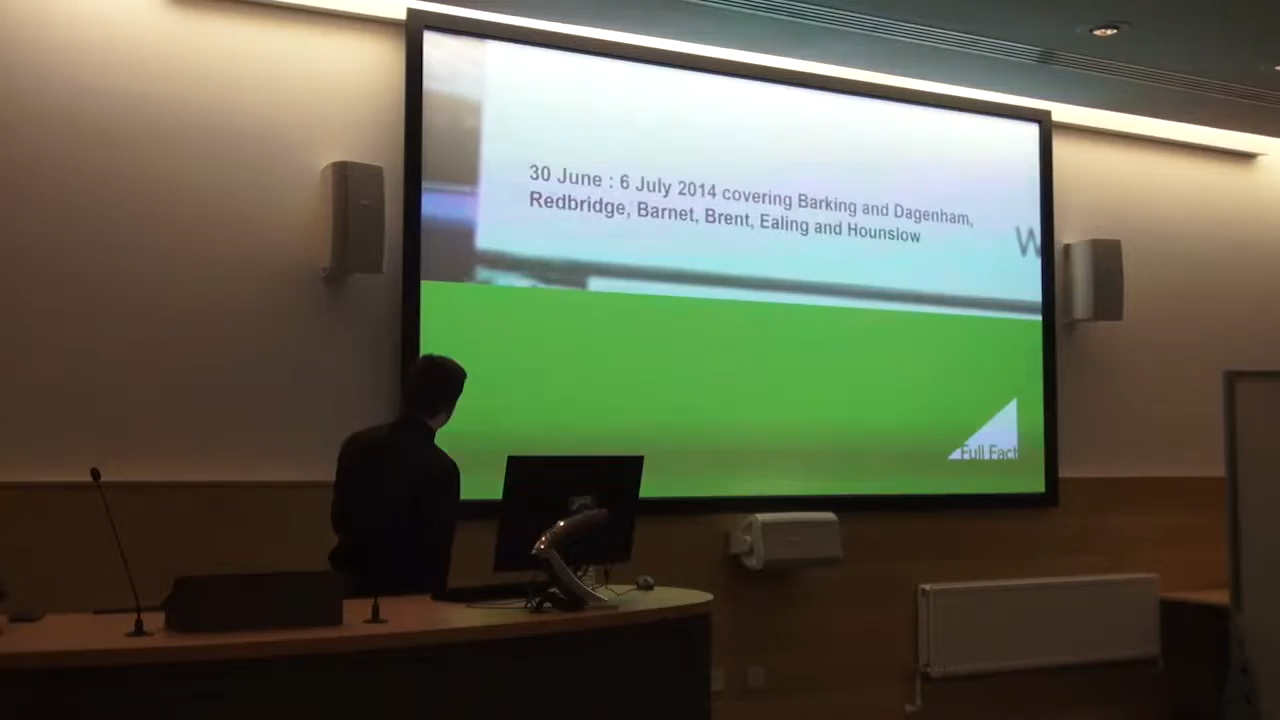 30 June : 6 July 2014 covering Barking and Dagenham,
Redbridge, Barnet, Brent, Ealing and Hounslow
W
Full Fact